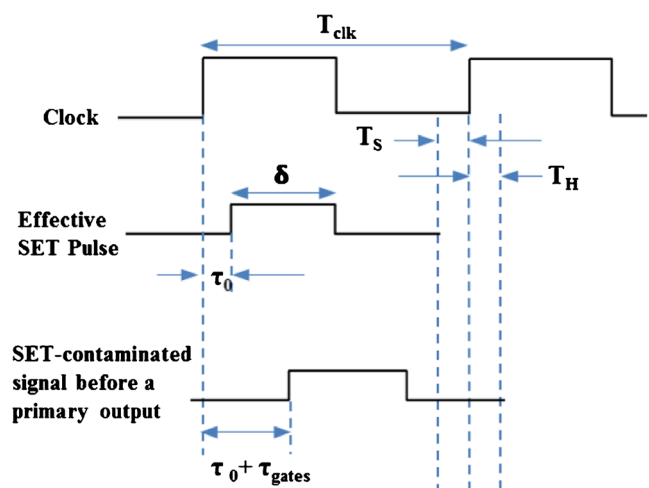 T_clk
Clock
T_S
δ
T_H
Effective
SET Pulse
τ_0
SET-contaminated
signal before a
primary output
τ_0 + τ_gates